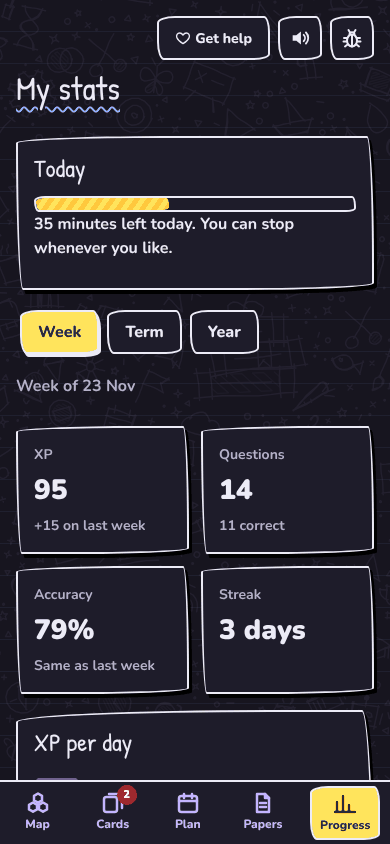 Get help
My stats
Today
35 minutes left today. You can stop
whenever you like.
Week
Term
Year
Week of 23 Nov
XP
95
+15 on last week
Questions
14
11 correct
Accuracy
79%
Same as last week
Streak
3 days
XP per day
Map
2
Cards
Plan
Papers
Progress